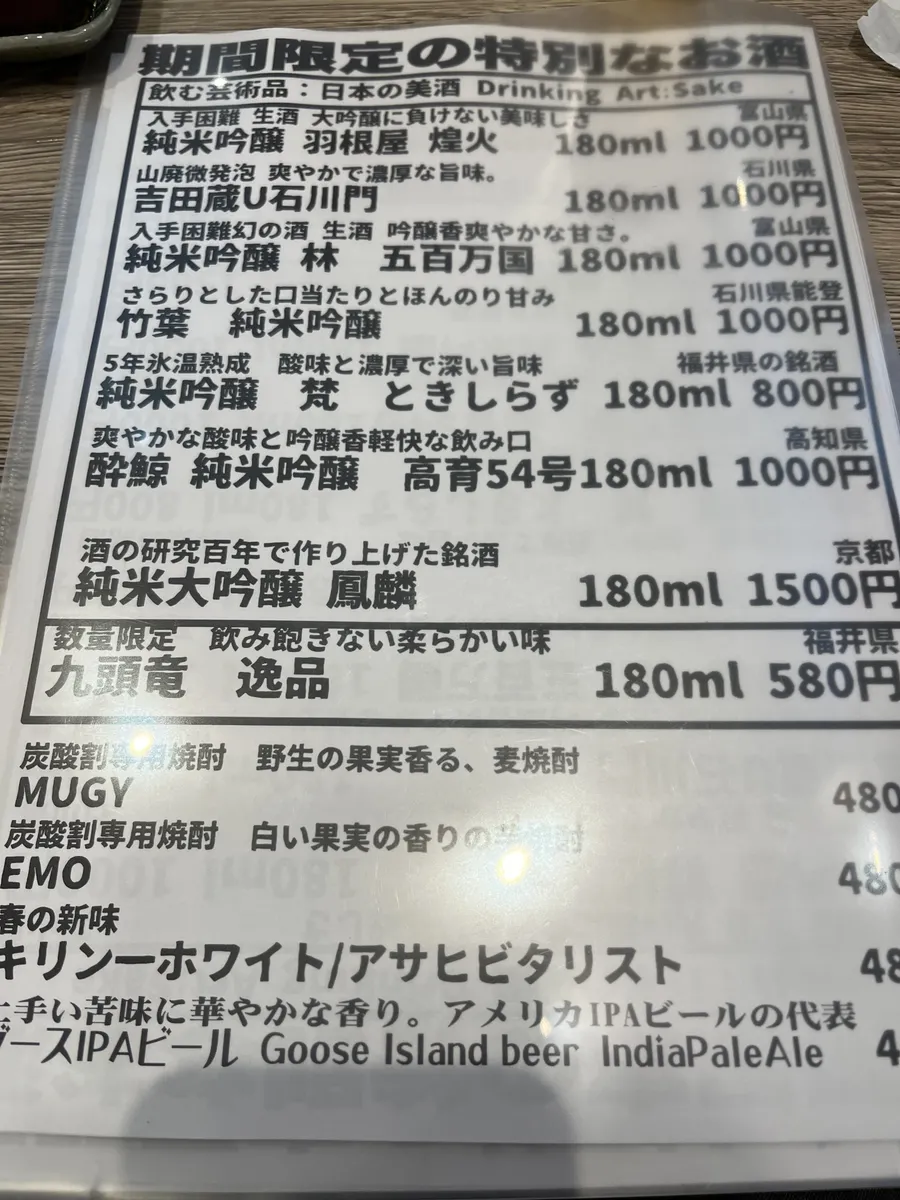 期間限定の特別なお酒
飲む芸術品：日本の美酒 Drinking Art:Sake
入手困難 生酒 大吟醸に負けない美味しさ 富山県
純米吟醸 羽根屋 煌火 180ml 1000円
山廃微発泡 爽やかで濃厚な旨味。 石川県
吉田蔵U石川門 180ml 1000円
入手困難幻の酒 生酒 吟醸香爽やかな甘さ。 富山県
純米吟醸 林 五百万国 180ml 1000円
さらりとした口当たりとほんのり甘み 石川県能登
竹葉 純米吟醸 180ml 1000円
5年氷温熟成 酸味と濃厚で深い旨味 福井県の銘酒
純米吟醸 梵 ときしらず 180ml 800円
爽やかな酸味と吟醸香軽快な飲み口 高知県
酔鯨 純米吟醸 高育54号180ml 1000円
酒の研究百年で作り上げた銘酒 京都
純米大吟醸 鳳麟 180ml 1500円
数量限定 飲み飽きない柔らかい味 福井県
九頭竜 逸品 180ml 580円
炭酸割専用焼酎 野生の果実香る、麦焼酎
MUGY 480
炭酸割専用焼酎 白い果実の香りの芋焼酎
EMO 480
春の新味
キリンーホワイト/アサヒビタリスト 48
上手い苦味に華やかな香り。アメリカIPAビールの代表
グースIPAビール Goose Island beer IndiaPaleAle 4